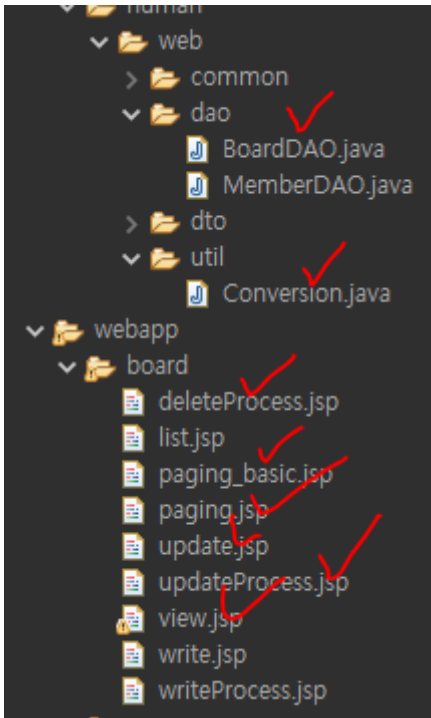 human
web
common
dao
BoardDAO.java
MemberDAO.java
dto
util
Conversion.java
webapp
board
deleteProcess.jsp
list.jsp
paging_basic.jsp
paging.jsp
update.jsp
updateProcess.jsp
view.jsp
write.jsp
writeProcess.jsp